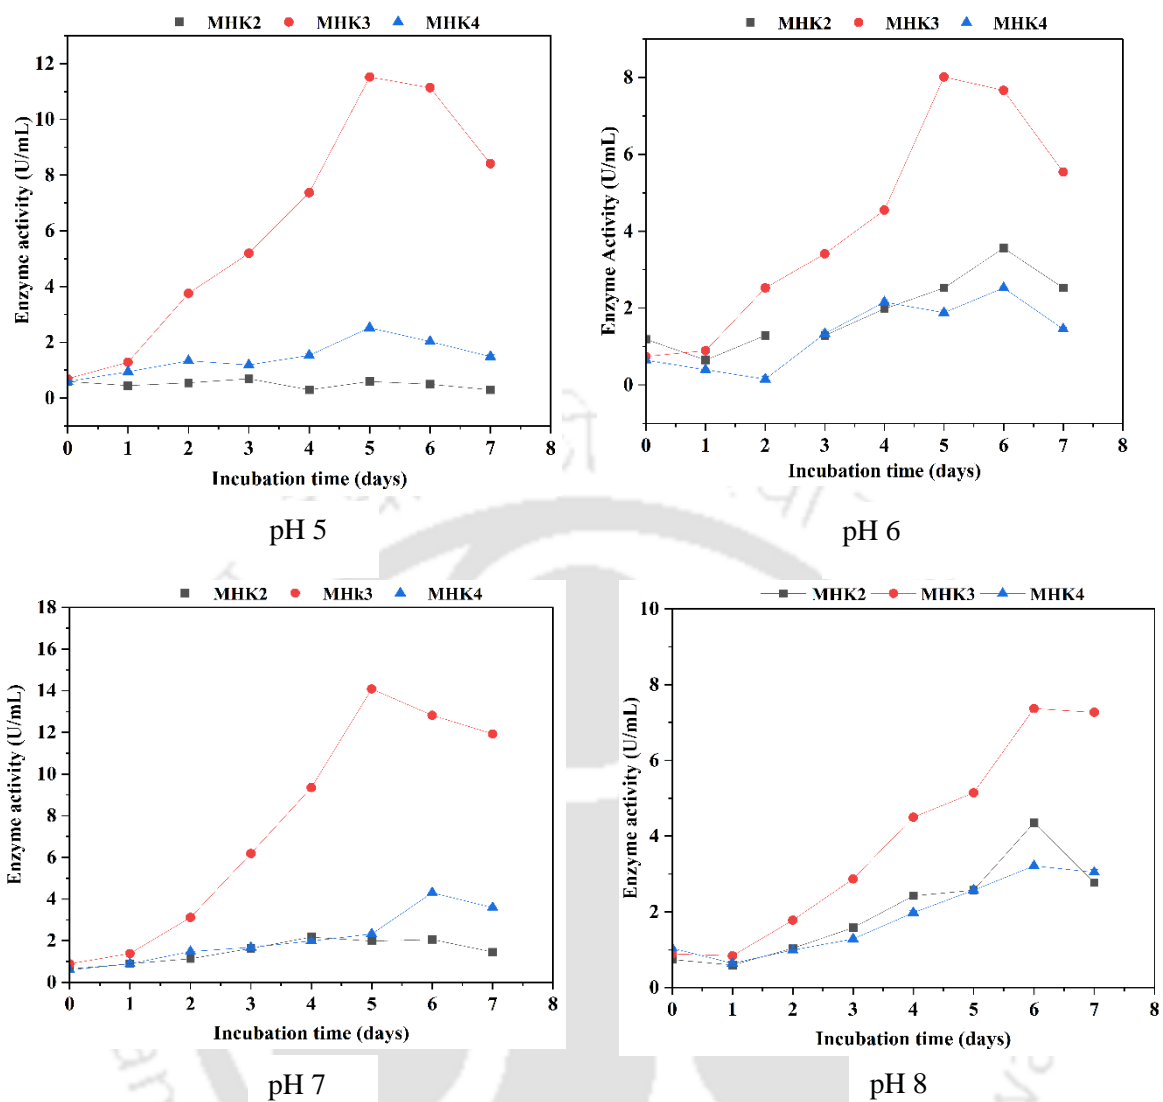 MHK2 MHK3 MHK4
12
10
8
6
4
2
0
Enzyme activity (U/mL)
0 1 2 3 4 5 6 7 8
Incubation time (days)
pH 5
MHK2 MHK3 MHK4
8
6
4
2
0
Enzyme Activity (U/mL)
0 1 2 3 4 5 6 7 8
Incubation time (days)
pH 6
MHK2 MHk3 MHK4
18
16
14
12
10
8
6
4
2
0
Enzyme activity (U/mL)
0 1 2 3 4 5 6 7 8
Incubation time (days)
pH 7
MHK2 MHK3 MHK4
10
8
6
4
2
0
Enzyme activity (U/mL)
0 1 2 3 4 5 6 7 8
Incubation time (days)
pH 8